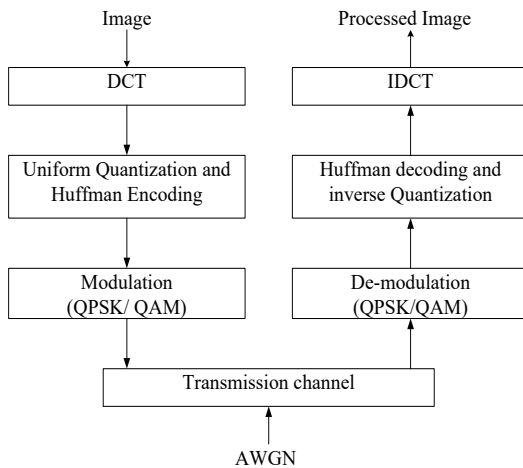 Image
DCT
Uniform Quantization and
Huffman Encoding
Modulation
(QPSK/ QAM)
Processed Image
IDCT
Huffman decoding and
inverse Quantization
De-modulation
(QPSK/QAM)
Transmission channel
AWGN